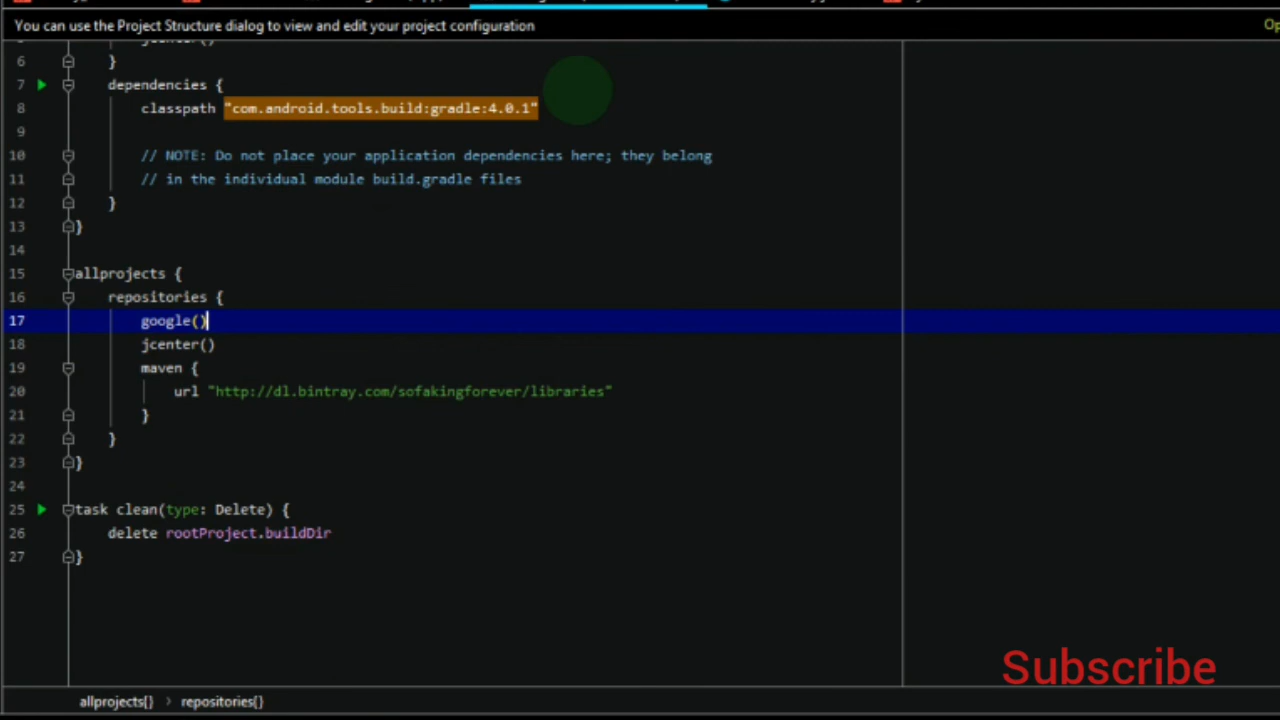 You can use the Project Structure dialog to view and edit your project configuration
6 }
7 dependencies {
8 classpath "com.android.tools.build:gradle:4.0.1"
9
10 // NOTE: Do not place your application dependencies here; they belong
11 // in the individual module build.gradle files
12 }
13 }
14
15 allprojects {
16 repositories {
17 google()
18 jcenter()
19 maven {
20 url "http://dl.bintray.com/sofakingforever/libraries"
21 }
22 }
23 }
24
25 task clean(type: Delete) {
26 delete rootProject.buildDir
27 }
Subscribe
allprojects{} › repositories{}